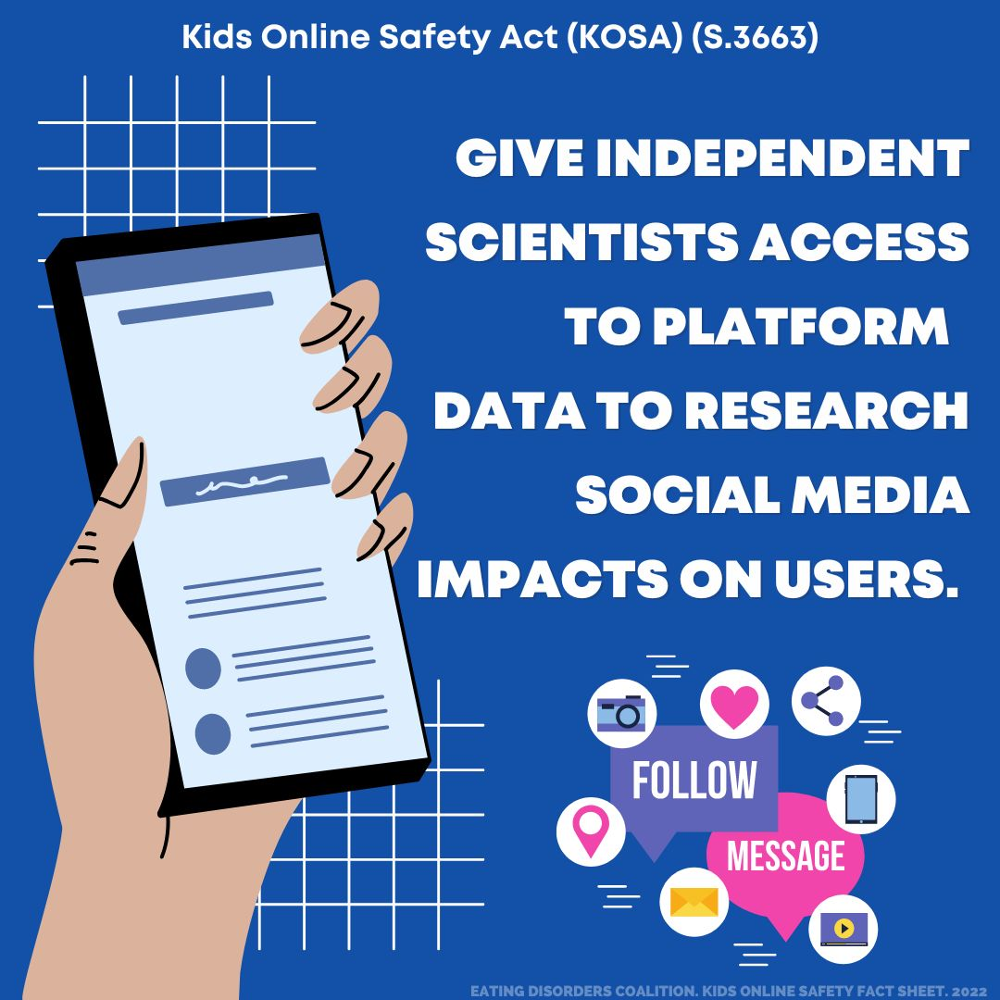 Kids Online Safety Act (KOSA) (S.3663)
GIVE INDEPENDENT
SCIENTISTS ACCESS
TO PLATFORM
DATA TO RESEARCH
SOCIAL MEDIA
IMPACTS ON USERS.
FOLLOW
MESSAGE
EATING DISORDERS COALITION. KIDS ONLINE SAFETY FACT SHEET. 2022